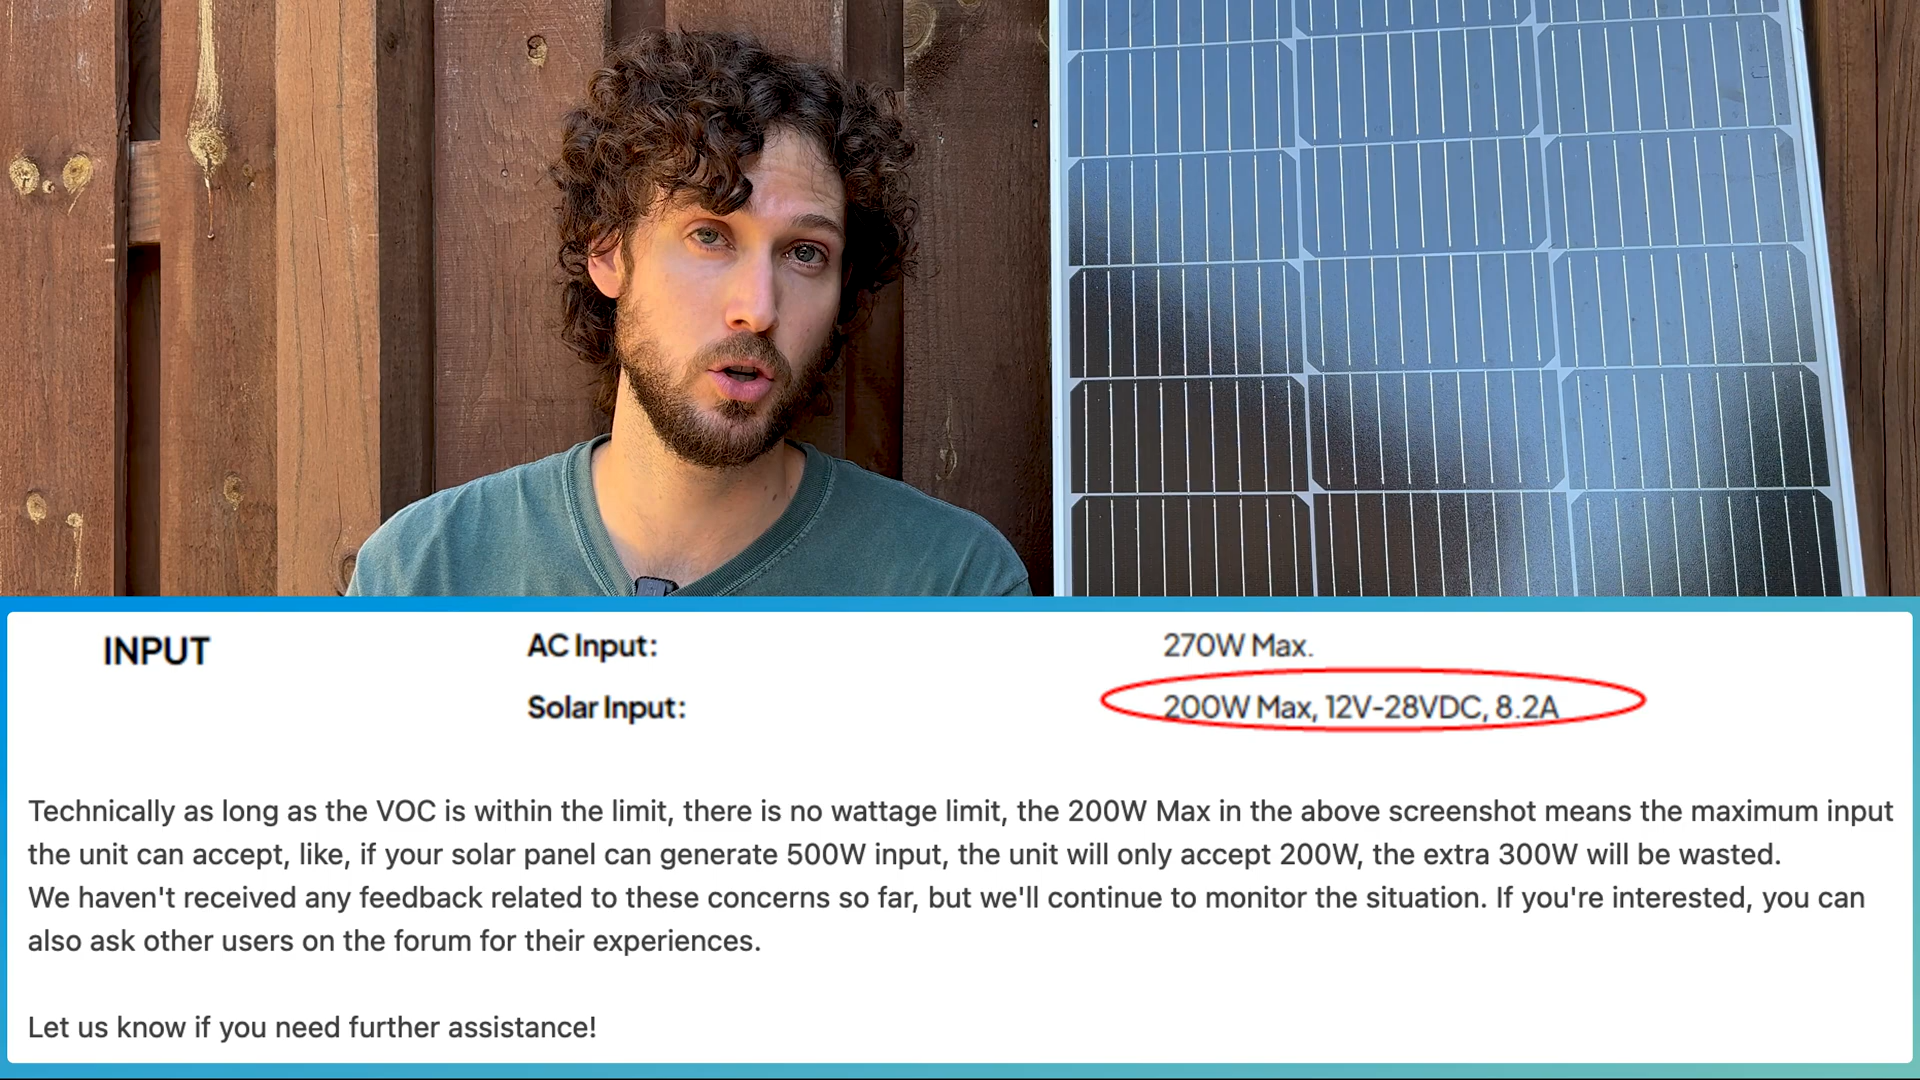 INPUT AC Input: 270W Max.
Solar Input: 200W Max, 12V-28VDC, 8.2A
Technically as long as the VOC is within the limit, there is no wattage limit, the 200W Max in the above screenshot means the maximum input
the unit can accept, like, if your solar panel can generate 500W input, the unit will only accept 200W, the extra 300W will be wasted.
We haven't received any feedback related to these concerns so far, but we'll continue to monitor the situation. If you're interested, you can
also ask other users on the forum for their experiences.
Let us know if you need further assistance!